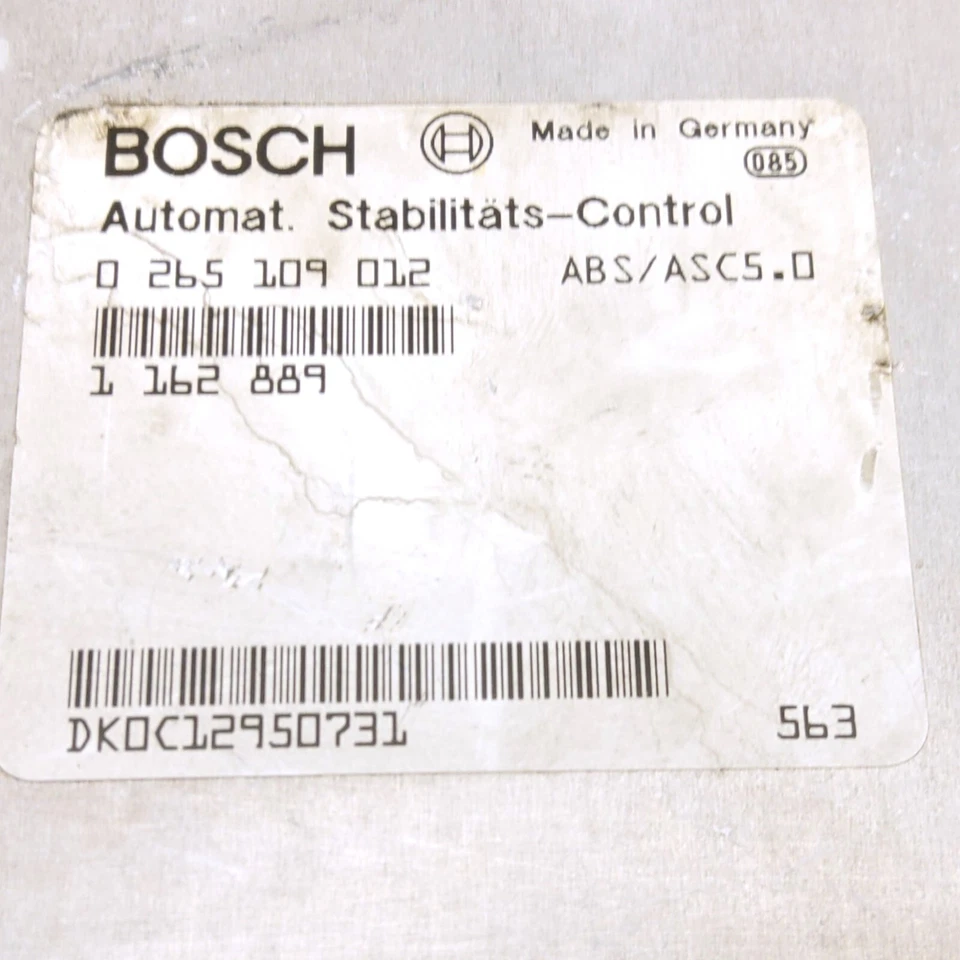 BOSCH Made in Germany
085
Automat. Stabilitäts-Control
0 265 109 012 ABS/ASC5.0
1 162 889
DKOC12950731 563